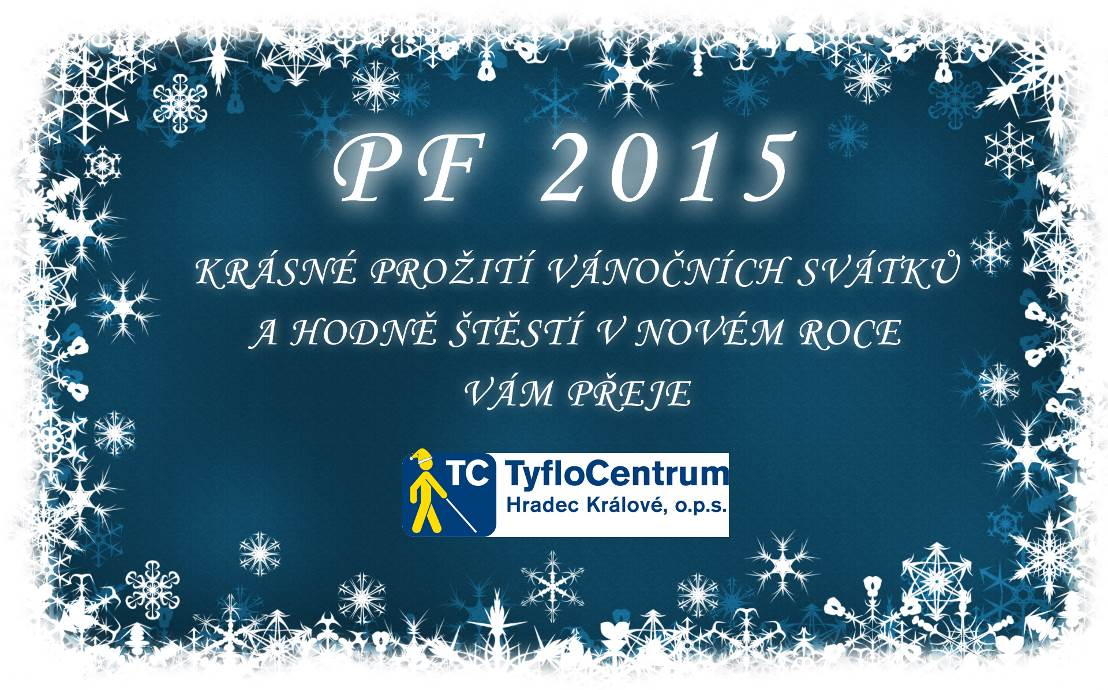 PF 2015
KRÁSNÉ PROŽITÍ VÁNOČNÍCH SVÁTKŮ
A HODNĚ ŠTĚSTÍ V NOVÉM ROCE
VÁM PŘEJE
TC TyfloCentrum
Hradec Králové, o.p.s.